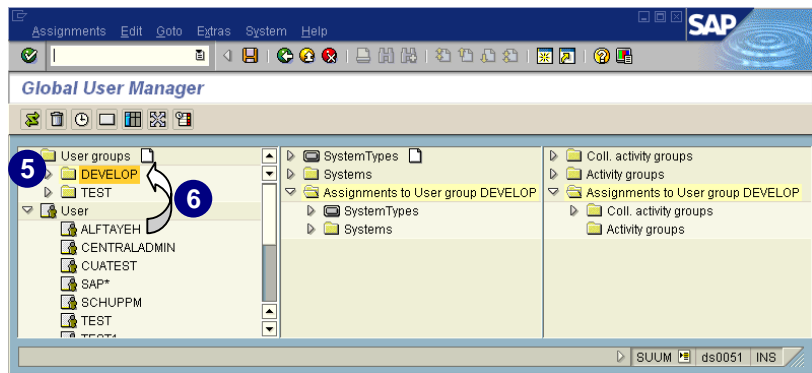 Assignments Edit Goto Extras System Help
SAP
Global User Manager
User groups
DEVELOP
TEST
User
ALFTAYEH
CENTRALADMIN
CUATEST
SAP*
SCHUPPM
TEST
TEST1
5
6
SystemTypes
Systems
Assignments to User group DEVELOP
SystemTypes
Systems
Coll. activity groups
Activity groups
Assignments to User group DEVELOP
Coll. activity groups
Activity groups
SUUM ds0051 INS